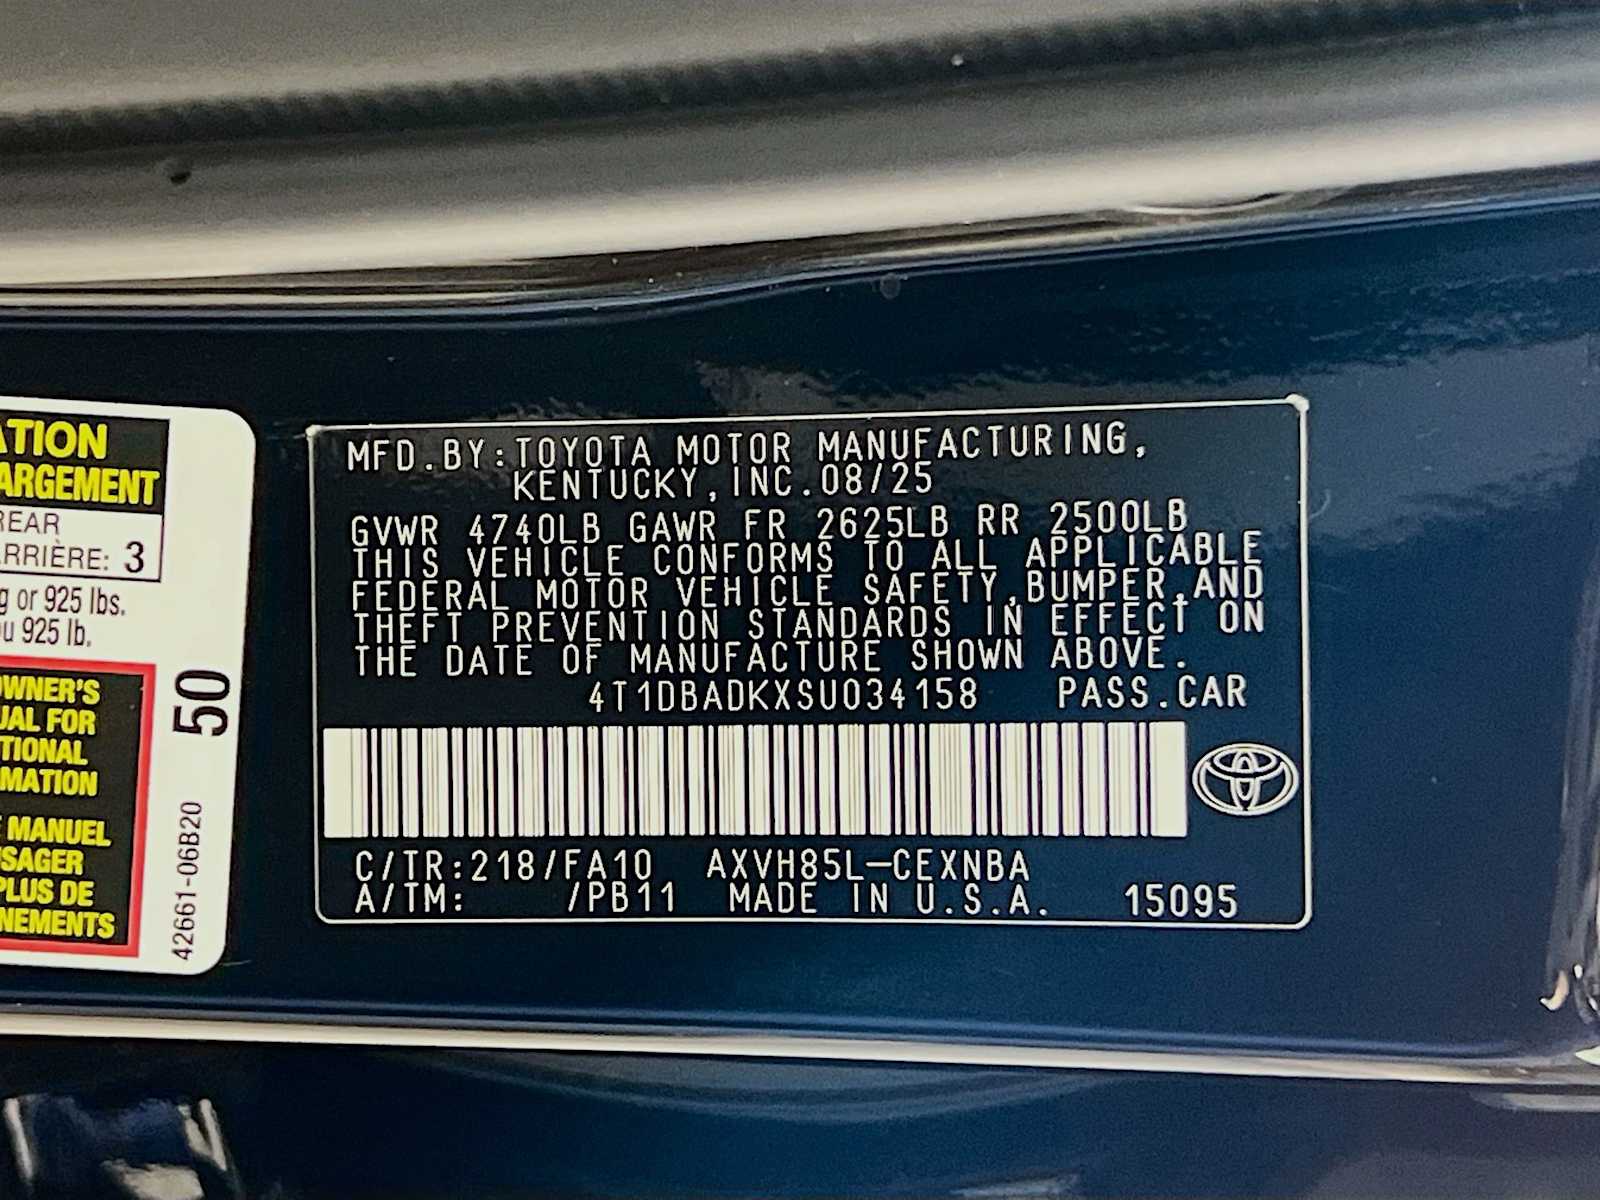 ATION
ARGEMENT
REAR
ARRIÈRE: 3
g or 925 lbs.
ou 925 lb.
OWNER'S
UAL FOR
TIONAL
MATION
E MANUEL
SAGER
PLUS DE
NEMENTS
50
42661-06B20
MFD.BY:TOYOTA MOTOR MANUFACTURING,
KENTUCKY,INC.08/25
GVWR 4740LB GAWR FR 2625LB RR 2500LB
THIS VEHICLE CONFORMS TO ALL APPLICABLE
FEDERAL MOTOR VEHICLE SAFETY,BUMPER,AND
THEFT PREVENTION STANDARDS IN EFFECT ON
THE DATE OF MANUFACTURE SHOWN ABOVE.
4T1DBADKXSU034158 PASS.CAR
C/TR:218/FA10 AXVH85L-CEXNBA
A/TM: /PB11 MADE IN U.S.A. 15095